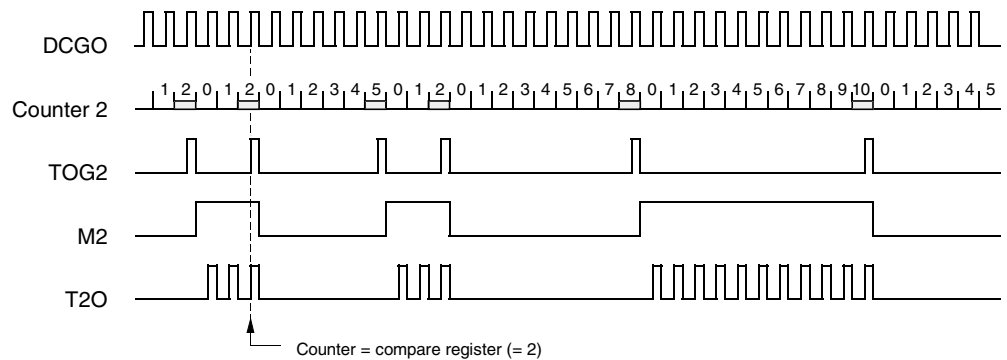 DCGO
Counter 2 1 2 0 1 2 0 1 2 3 4 5 0 1 2 0 1 2 3 4 5 6 7 8 0 1 2 3 4 5 6 7 8 9 10 0 1 2 3 4 5
TOG2
M2
T2O
Counter = compare register (= 2)